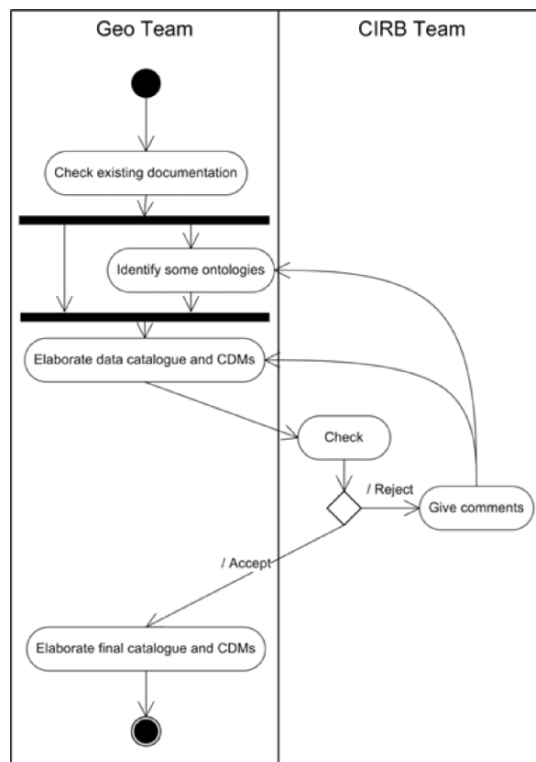 Geo Team
CIRB Team
Check existing documentation
Identify some ontologies
Elaborate data catalogue and CDMs
Check
/ Reject
Give comments
/ Accept
Elaborate final catalogue and CDMs